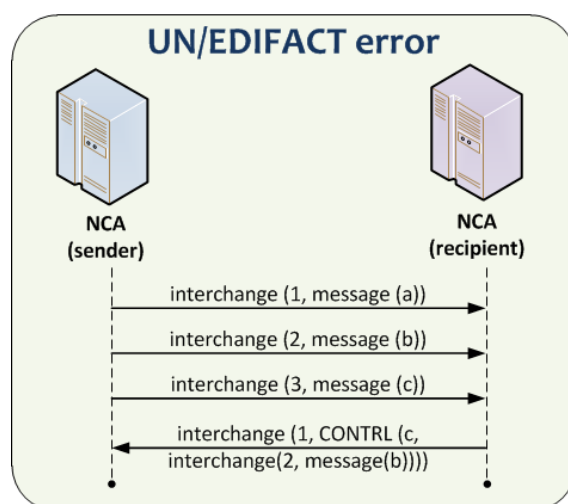 UN/EDIFACT error
NCA
(sender)
NCA
(recipient)
interchange (1, message (a))
interchange (2, message (b))
interchange (3, message (c))
interchange (1, CONTRL (c,
interchange(2, message(b))))